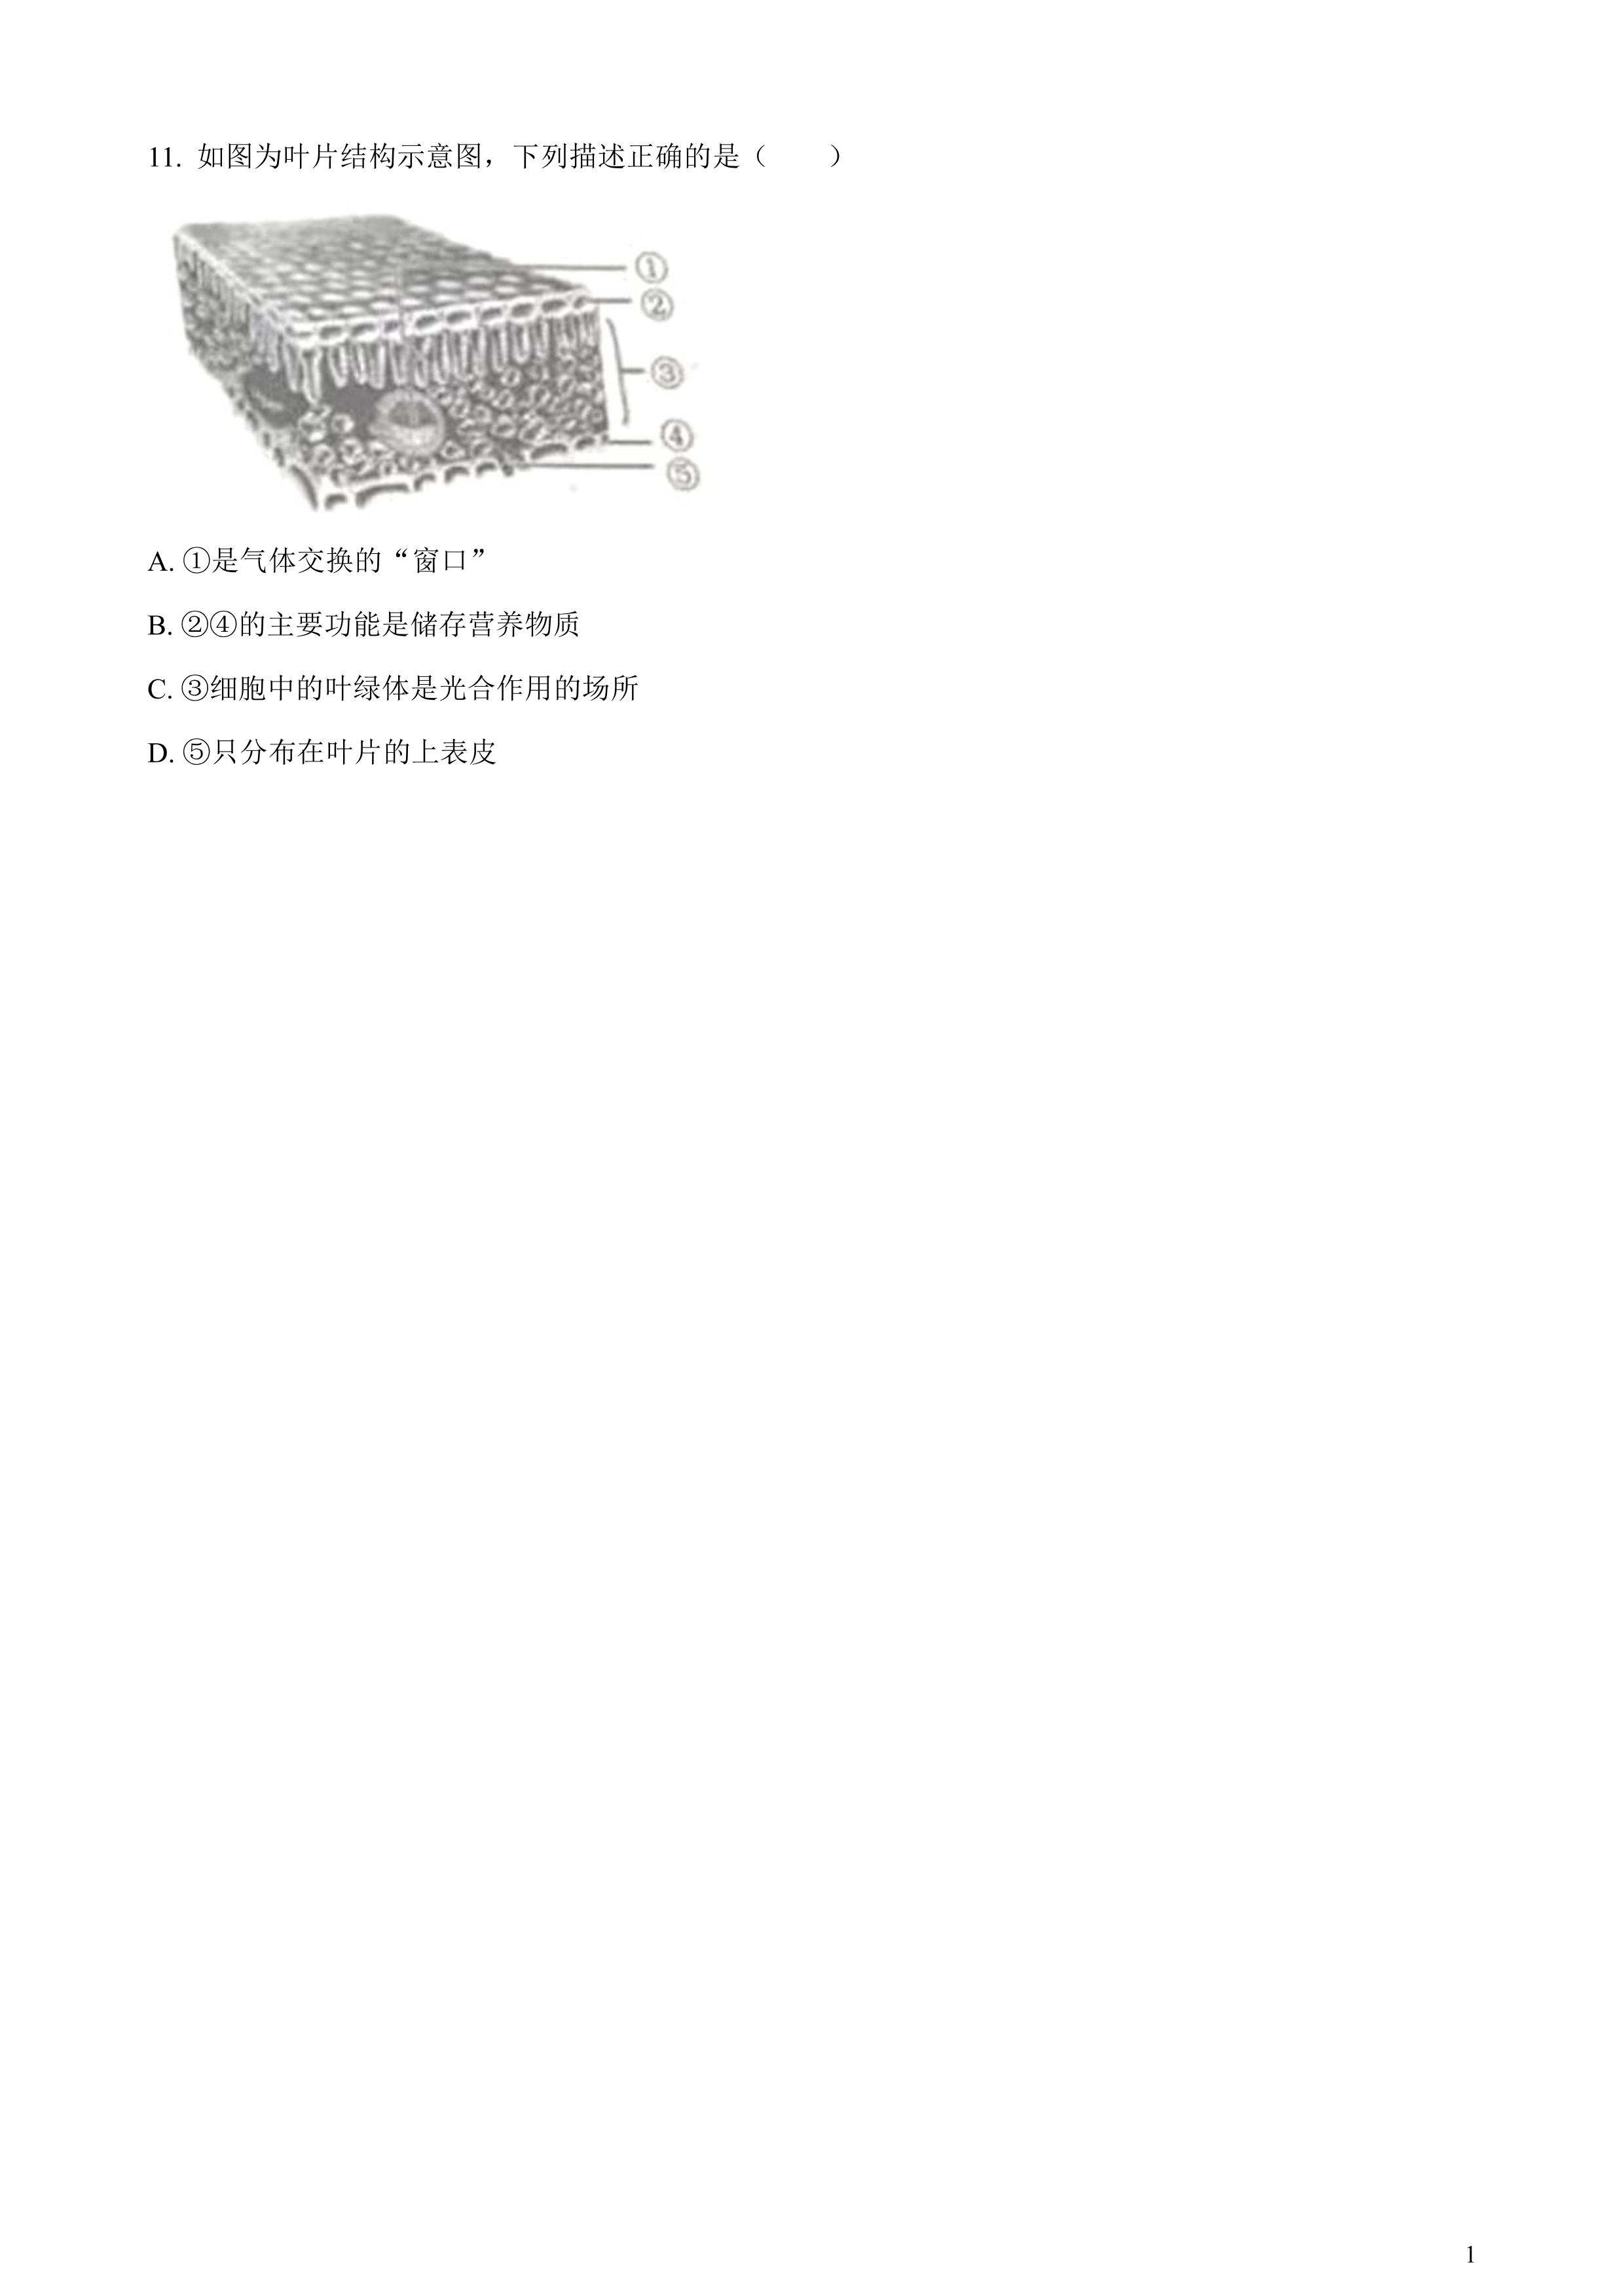 11. 如图为叶片结构示意图，下列描述正确的是（　　）
①
②
③
④
⑤
A. ①是气体交换的“窗口”
B. ②④的主要功能是储存营养物质
C. ③细胞中的叶绿体是光合作用的场所
D. ⑤只分布在叶片的上表皮
1